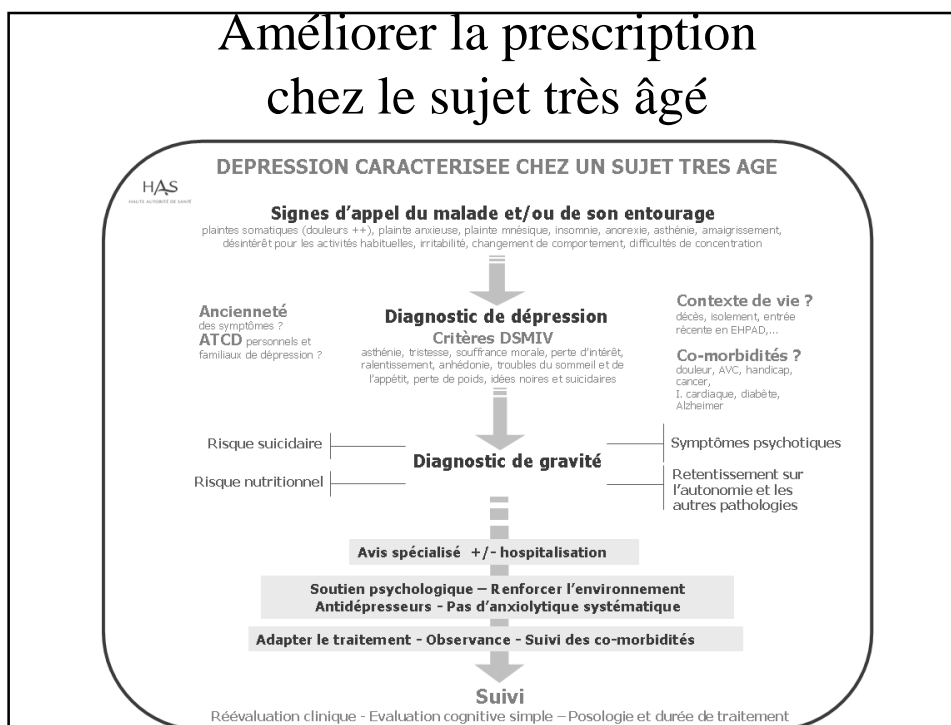 Améliorer la prescription
chez le sujet très âgé
DEPRESSION CARACTERISEE CHEZ UN SUJET TRES AGE
HAS
HAUTE AUTORITÉ DE SANTÉ
Signes d'appel du malade et/ou de son entourage
plaintes somatiques (douleurs ++), plainte anxieuse, plainte mnésique, insomnie, anorexie, asthénie, amaigrissement,
désintérêt pour les activités habituelles, irritabilité, changement de comportement, difficultés de concentration
Ancienneté
des symptômes ?
ATCD personnels et
familiaux de dépression ?
Diagnostic de dépression
Critères DSMIV
asthénie, tristesse, souffrance morale, perte d'intérêt,
ralentissement, anhédonie, troubles du sommeil et de
l'appétit, perte de poids, idées noires et suicidaires
Contexte de vie ?
décès, isolement, entrée
récente en EHPAD,...
Co-morbidités ?
douleur, AVC, handicap,
cancer,
I. cardiaque, diabète,
Alzheimer
Risque suicidaire
Risque nutritionnel
Diagnostic de gravité
Symptômes psychotiques
Retentissement sur
l'autonomie et les
autres pathologies
Avis spécialisé +/- hospitalisation
Soutien psychologique – Renforcer l'environnement
Antidépresseurs - Pas d'anxiolytique systématique
Adapter le traitement - Observance - Suivi des co-morbidités
Suivi
Réévaluation clinique - Evaluation cognitive simple – Posologie et durée de traitement